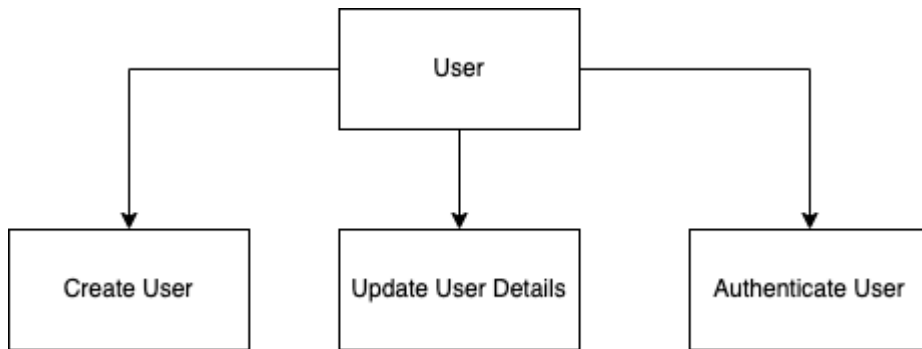 User
Create User
Update User Details
Authenticate User